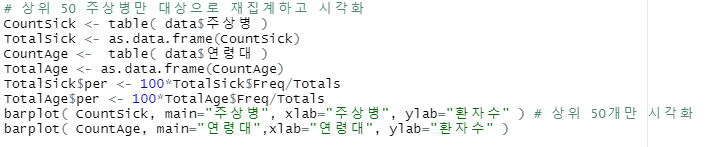 # 상위 50 주상병만 대상으로 재집계하고 시각화
CountSick <- table( data$주상병 )
TotalSick <- as.data.frame(CountSick)
CountAge <-  table( data$연령대 )
TotalAge <- as.data.frame(CountAge)
TotalSick$per <- 100*TotalSick$Freq/Totals
TotalAge$per <- 100*TotalAge$Freq/Totals
barplot( CountSick, main="주상병", xlab="주상병", ylab="환자수" ) # 상위 50개만 시각화
barplot( CountAge, main="연령대",xlab="연령대", ylab="환자수" )